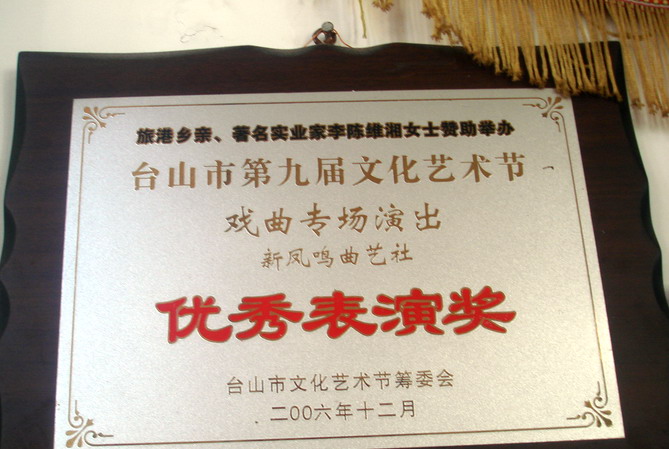 旅港乡亲、著名实业家李陈维湘女士赞助举办
台山市第九届文化艺术节
戏曲专场演出
新凤鸣曲艺社
优秀表演奖
台山市文化艺术节筹委会
二00六年十二月